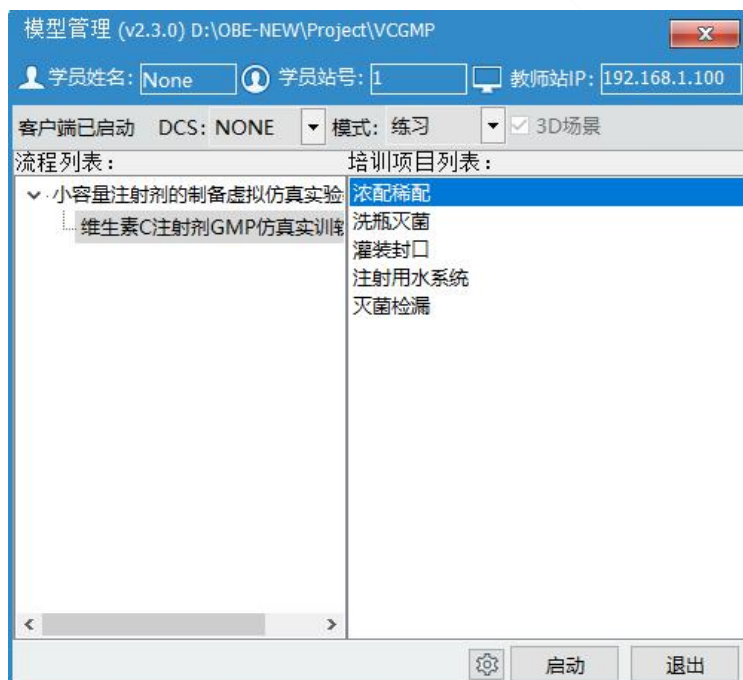 模型管理 (v2.3.0) D:\OBE-NEW\Project\VCGMP
x
学员姓名: None 学员站号: 1 教师站IP: 192.168.1.100
客户端已启动 DCS: NONE 模式: 练习 3D场景
流程列表: 培训项目列表:
小容量注射剂的制备虚拟仿真实验 浓配稀配
维生素C注射剂GMP仿真实训 洗瓶灭菌
灌装封口
注射用水系统
灭菌检漏
启动 退出